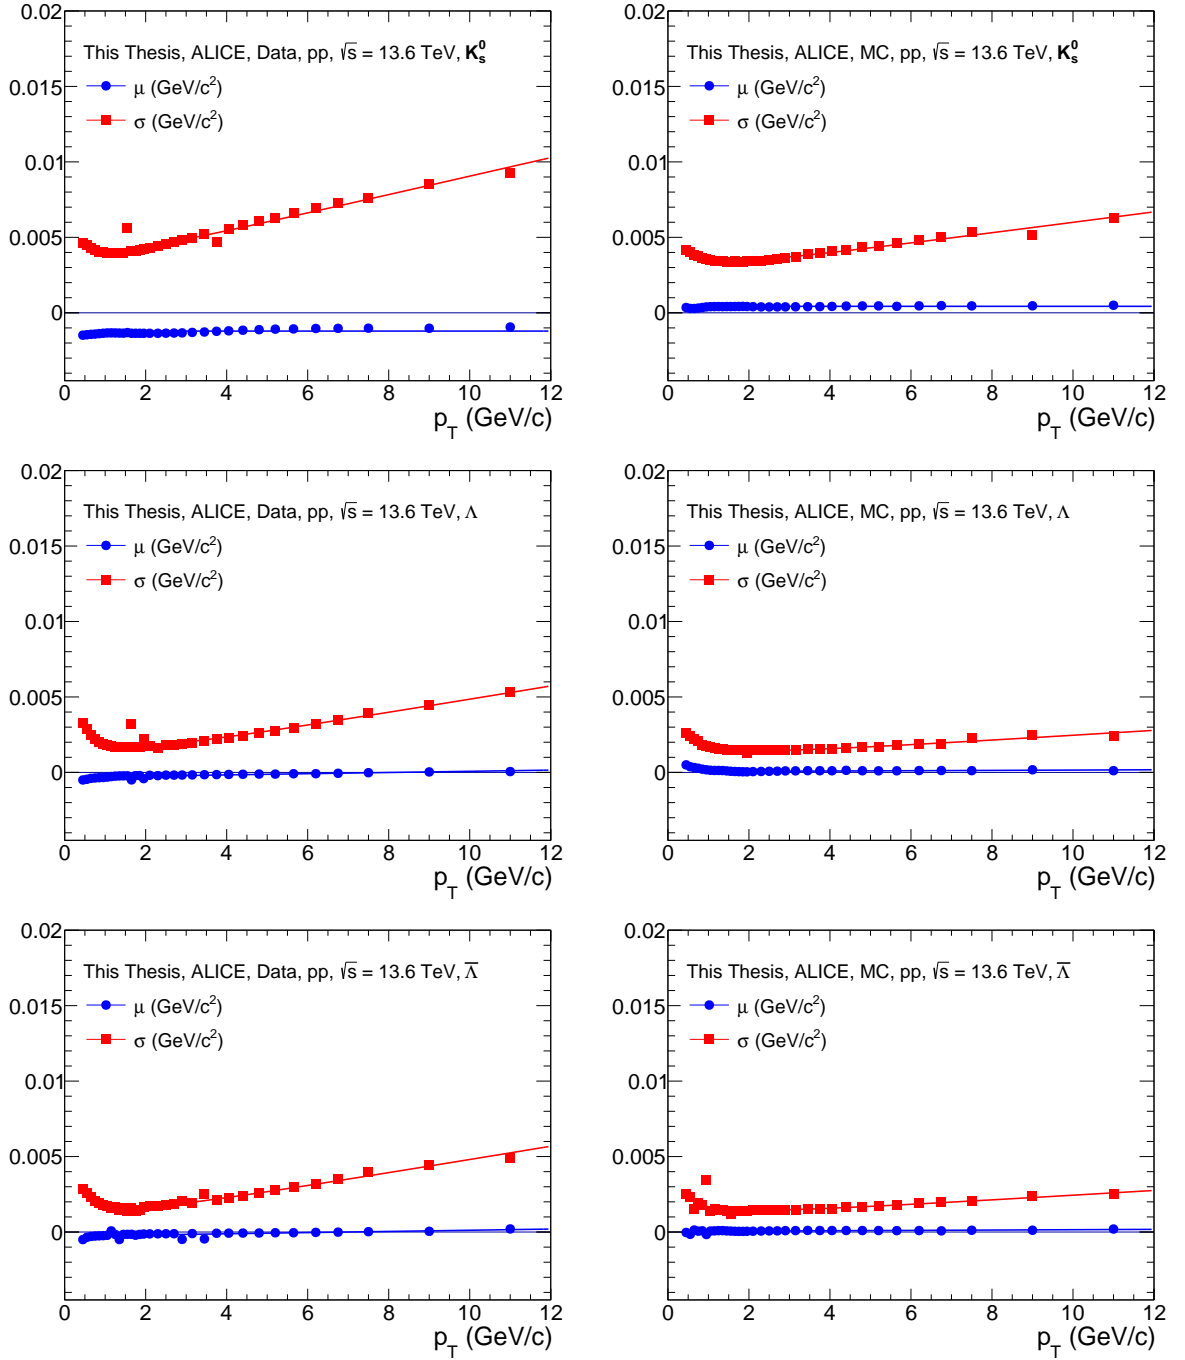 0.02
This Thesis, ALICE, Data, pp, √s = 13.6 TeV, K⁰ₛ
0.015
μ (GeV/c²)
σ (GeV/c²)
0.01
0.005
0
0 2 4 6 8 10 12
p_T (GeV/c)
0.02
This Thesis, ALICE, MC, pp, √s = 13.6 TeV, K⁰ₛ
0.015
μ (GeV/c²)
σ (GeV/c²)
0.01
0.005
0
0 2 4 6 8 10 12
p_T (GeV/c)
0.02
This Thesis, ALICE, Data, pp, √s = 13.6 TeV, Λ
0.015
μ (GeV/c²)
σ (GeV/c²)
0.01
0.005
0
0 2 4 6 8 10 12
p_T (GeV/c)
0.02
This Thesis, ALICE, MC, pp, √s = 13.6 TeV, Λ
0.015
μ (GeV/c²)
σ (GeV/c²)
0.01
0.005
0
0 2 4 6 8 10 12
p_T (GeV/c)
0.02
This Thesis, ALICE, Data, pp, √s = 13.6 TeV, Λ̅
0.015
μ (GeV/c²)
σ (GeV/c²)
0.01
0.005
0
0 2 4 6 8 10 12
p_T (GeV/c)
0.02
This Thesis, ALICE, MC, pp, √s = 13.6 TeV, Λ̅
0.015
μ (GeV/c²)
σ (GeV/c²)
0.01
0.005
0
0 2 4 6 8 10 12
p_T (GeV/c)